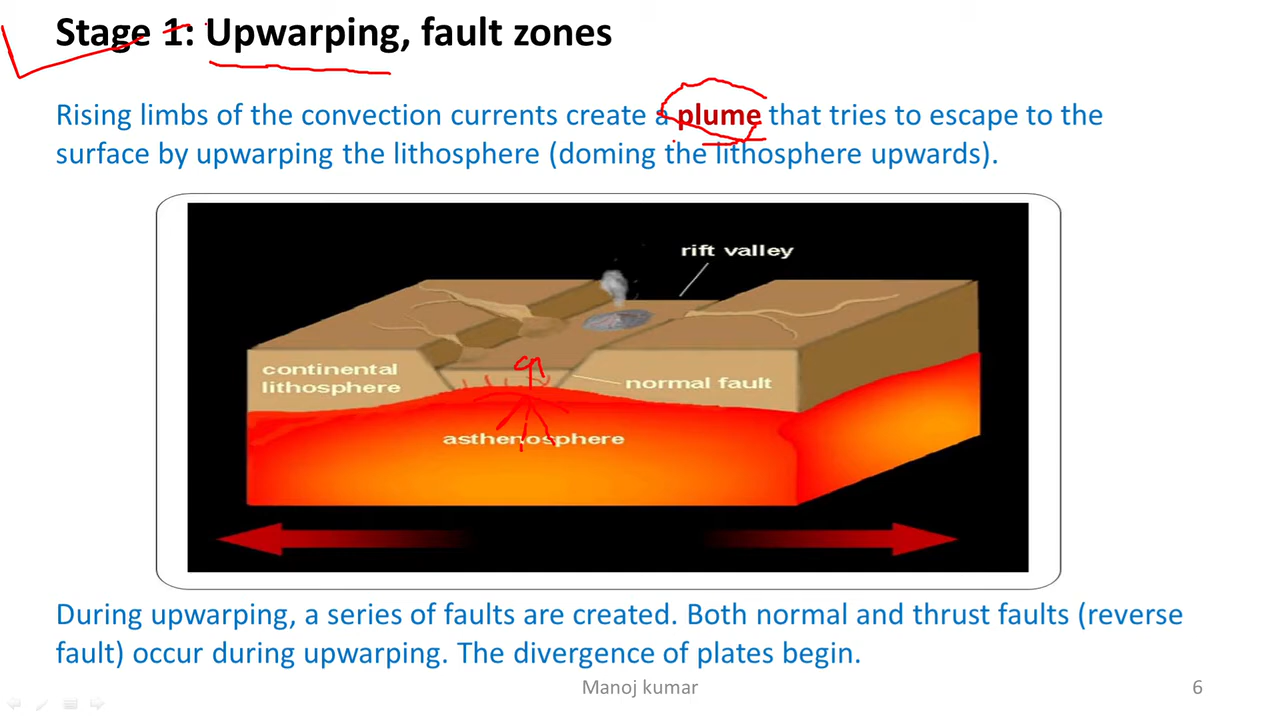 Stage 1: Upwarping, fault zones
Rising limbs of the convection currents create a plume that tries to escape to the
surface by upwarping the lithosphere (doming the lithosphere upwards).
rift valley
continental
lithosphere
normal fault
asthenosphere
During upwarping, a series of faults are created. Both normal and thrust faults (reverse
fault) occur during upwarping. The divergence of plates begin.
Manoj kumar
6